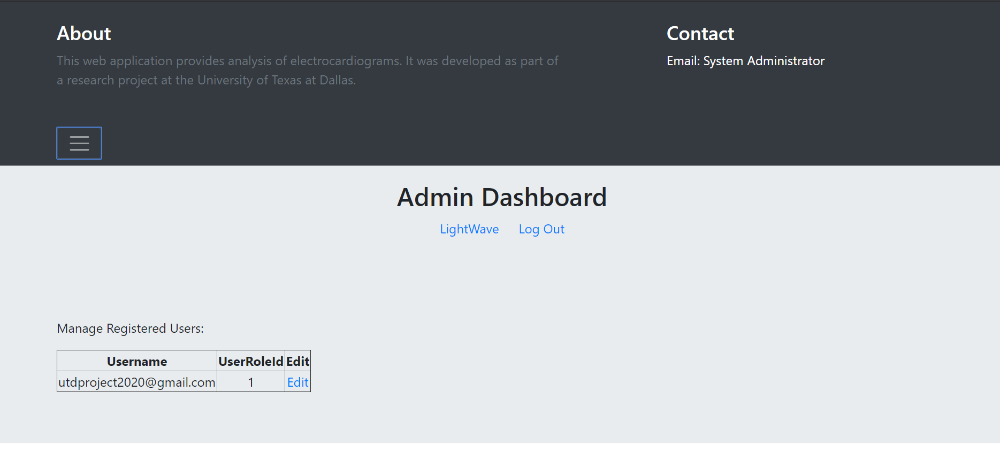 About
This web application provides analysis of electrocardiograms. It was developed as part of
a research project at the University of Texas at Dallas.
Contact
Email: System Administrator
Admin Dashboard
LightWave Log Out
Manage Registered Users:
Username UserRoleId Edit
utdproject2020@gmail.com 1 Edit